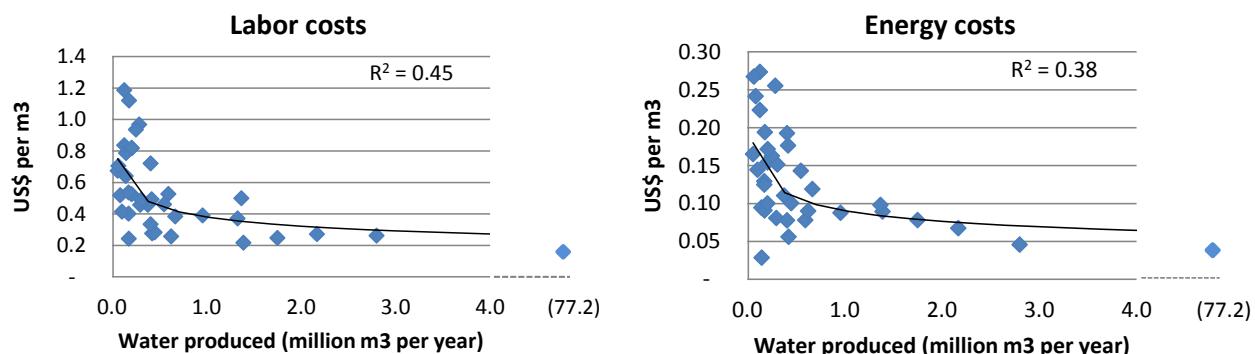 Labor costs
1.4
R² = 0.45
1.2
1.0
0.8
0.6
0.4
0.2
-
US$ per m3
0.0 1.0 2.0 3.0 4.0 (77.2)
Water produced (million m3 per year)
Energy costs
0.30
R² = 0.38
0.25
0.20
0.15
0.10
0.05
-
US$ per m3
0.0 1.0 2.0 3.0 4.0 (77.2)
Water produced (million m3 per year)